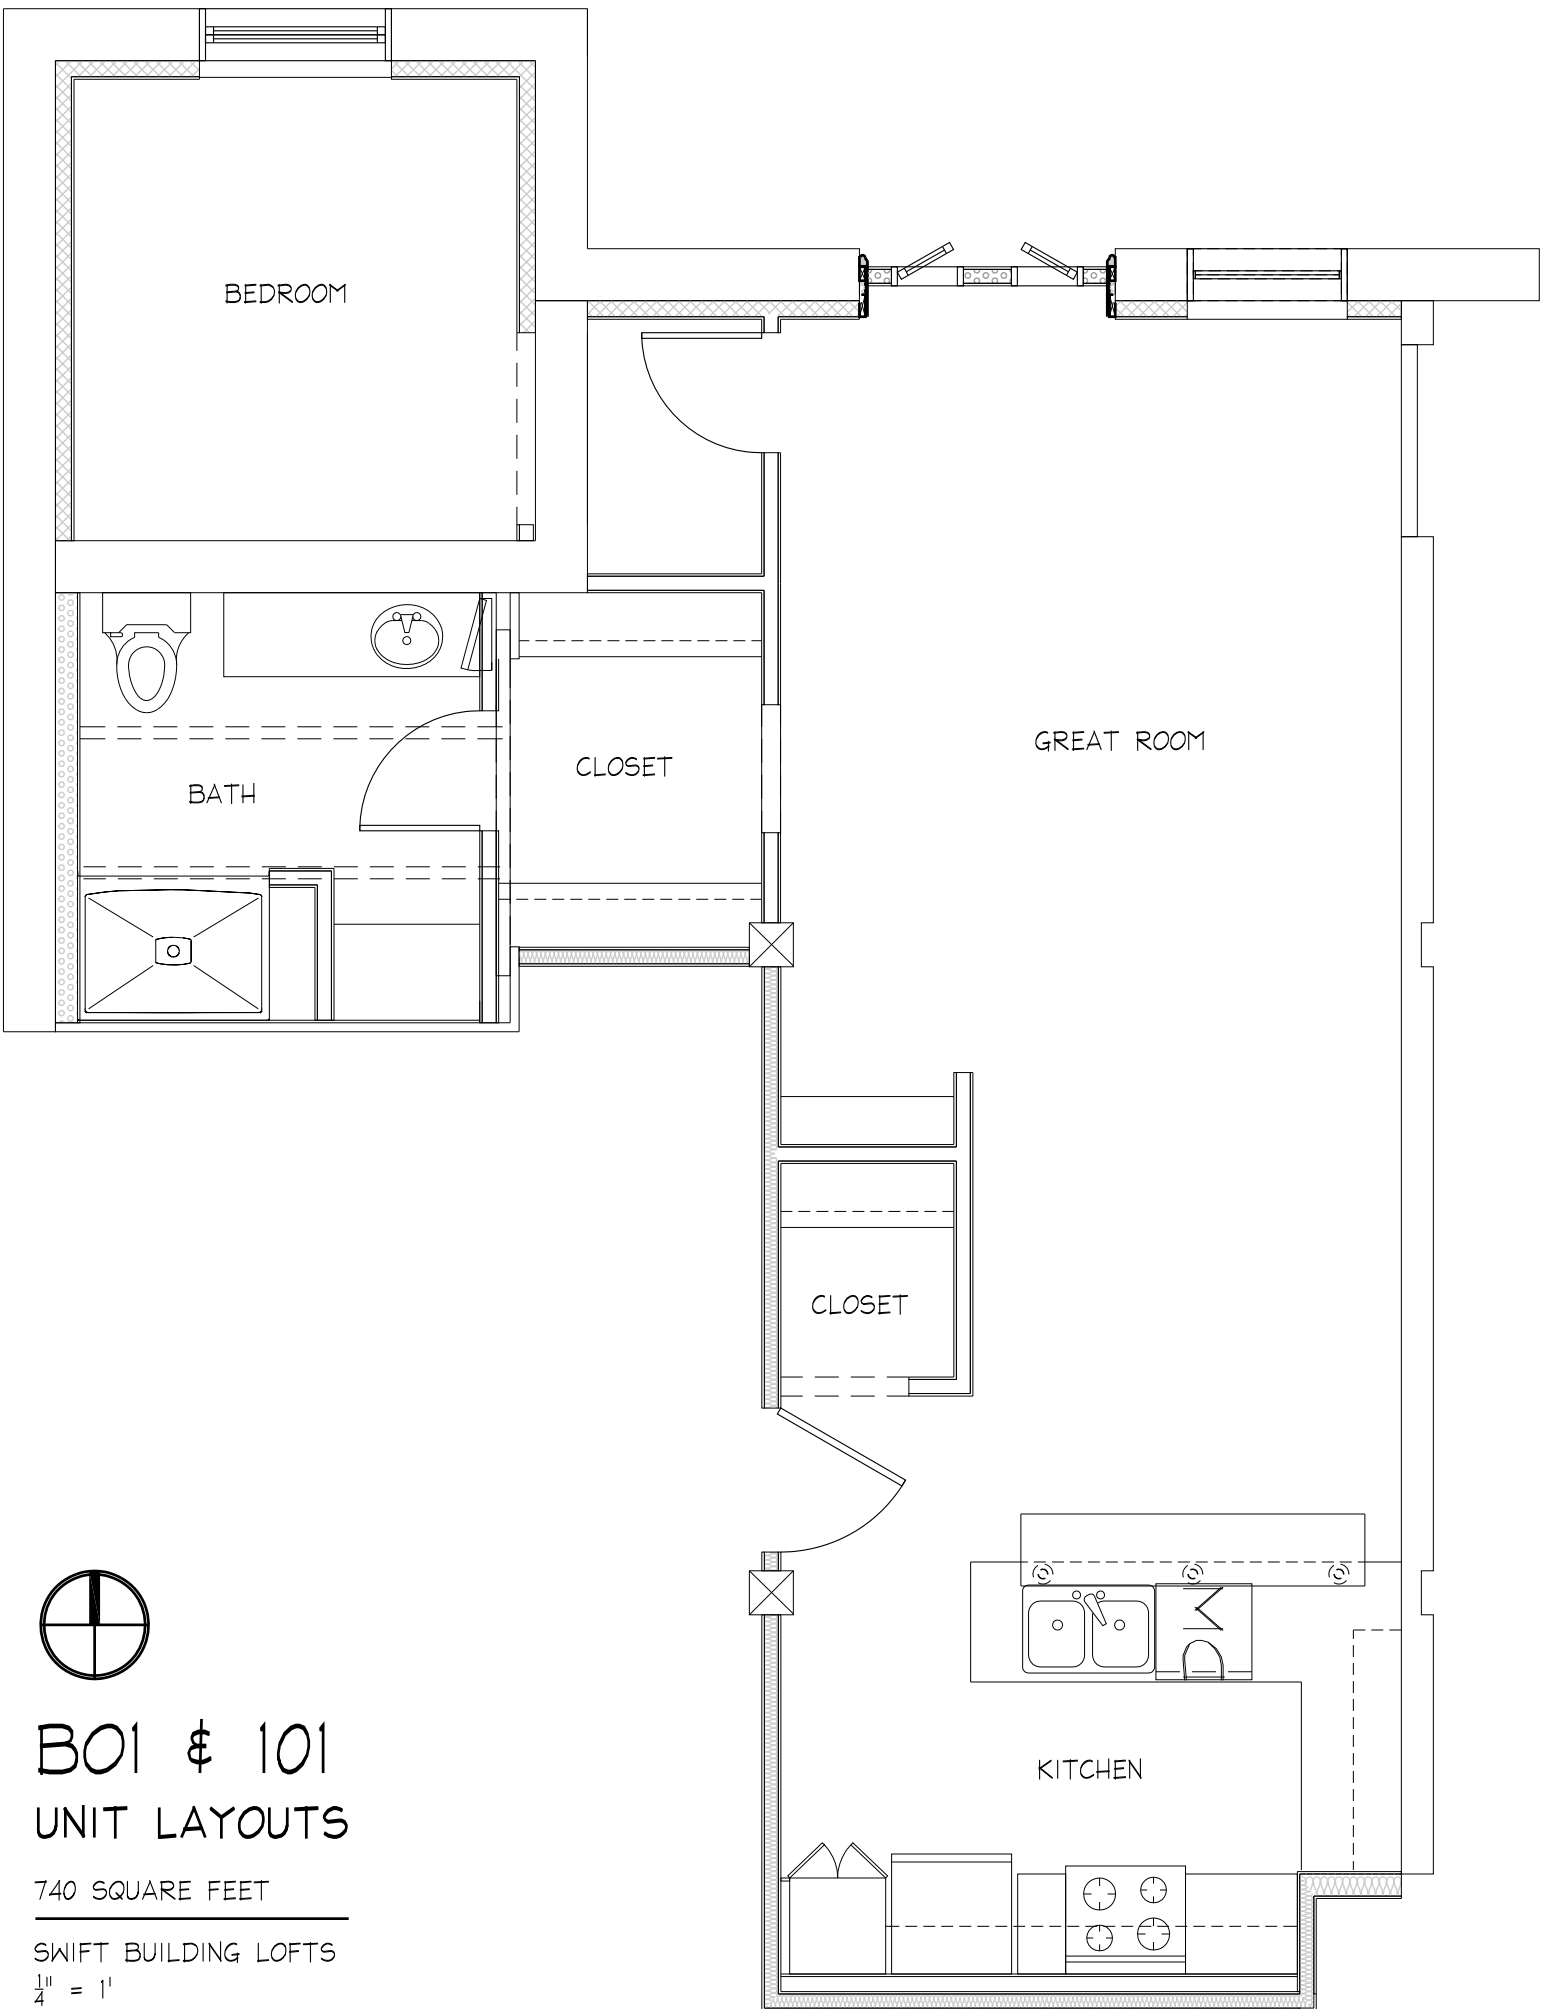 BEDROOM
GREAT ROOM
CLOSET
BATH
CLOSET
KITCHEN
B01 & 101
UNIT LAYOUTS
740 SQUARE FEET
SWIFT BUILDING LOFTS
1/4" = 1'